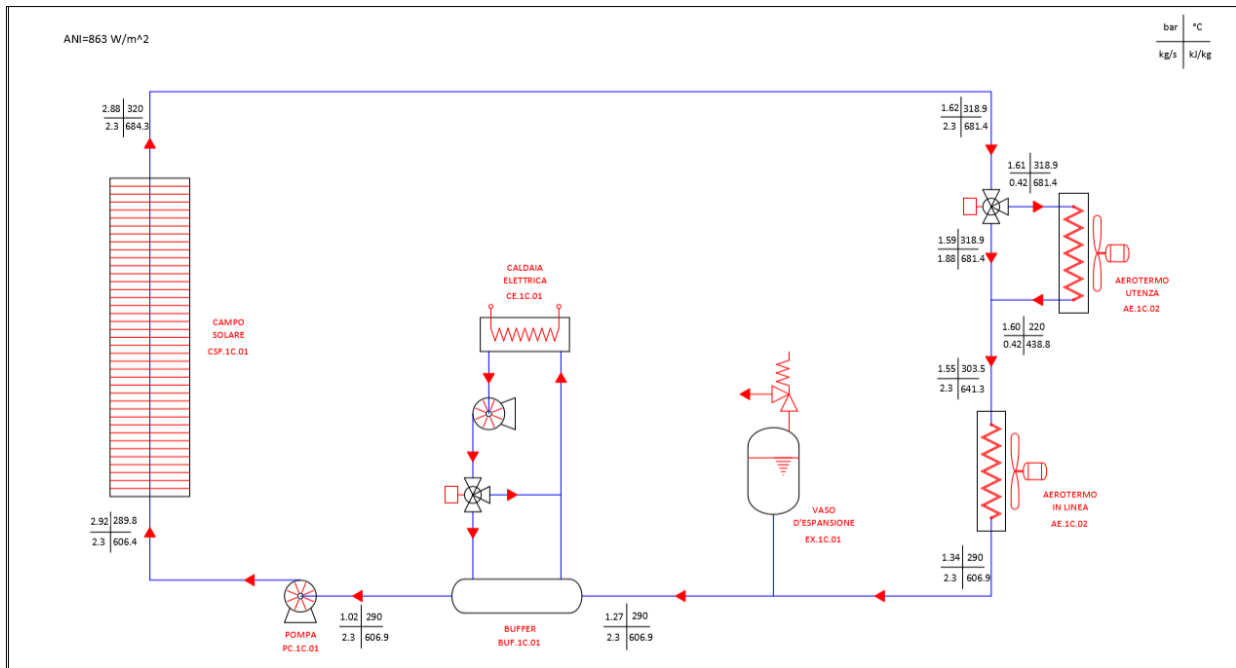 ANI=863 W/m^2
bar °C
kg/s kJ/kg
2.88 320
2.3 684.3
1.62 318.9
2.3 681.4
1.61 318.9
0.42 681.4
1.59 318.9
1.88 681.4
CALDAIA
ELETTRICA
CE.1C.01
AEROTERMO
UTENZA
AE.1C.02
CAMPO
SOLARE
CSF.1C.01
1.60 220
0.42 438.8
1.55 303.5
2.3 641.3
2.92 289.8
2.3 606.4
VASO
D'ESPANSIONE
EX.1C.01
AEROTERMO
IN LINEA
AE.1C.02
1.34 290
2.3 606.9
POMPA
PC.1C.01
1.02 290
2.3 606.9
BUFFER
BUF.1C.01
1.27 290
2.3 606.9